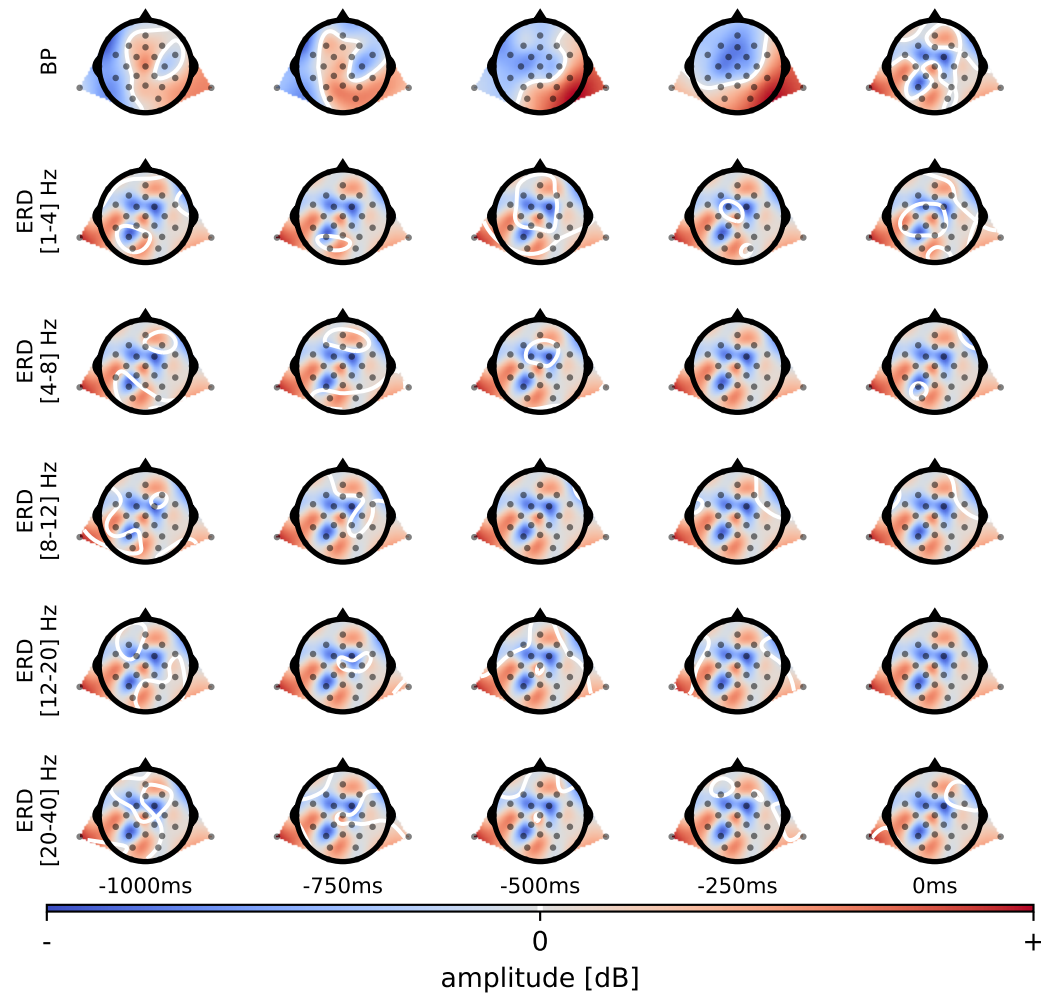 BP
ERD
[1-4] Hz
ERD
[4-8] Hz
ERD
[8-12] Hz
ERD
[12-20] Hz
ERD
[20-40] Hz
-1000ms -750ms -500ms -250ms 0ms
- 0 +
amplitude [dB]